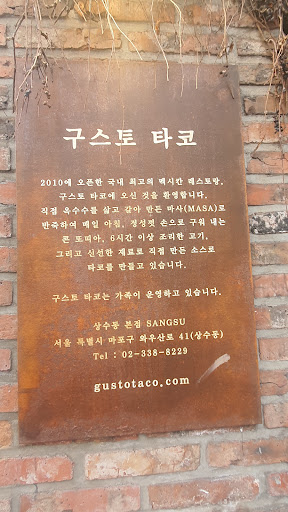 구스토 타코
2010에 오픈한 국내 최고의 멕시칸 레스토랑,
구스토 타코에 오신 것을 환영합니다.
직접 옥수수를 삶고 갈아 만든 마사(MASA)로
반죽하여 매일 아침, 정성껏 손으로 구워 내는
콘 또띠아, 6시간 이상 조리한 고기,
그리고 신선한 재료로 직접 만든 소스로
타코를 만들고 있습니다.
구스토 타코는 가족이 운영하고 있습니다.
상수동 본점 SANGSU
서울 특별시 마포구 와우산로 41(상수동)
Tel : 02-338-8229
gustotaco.com